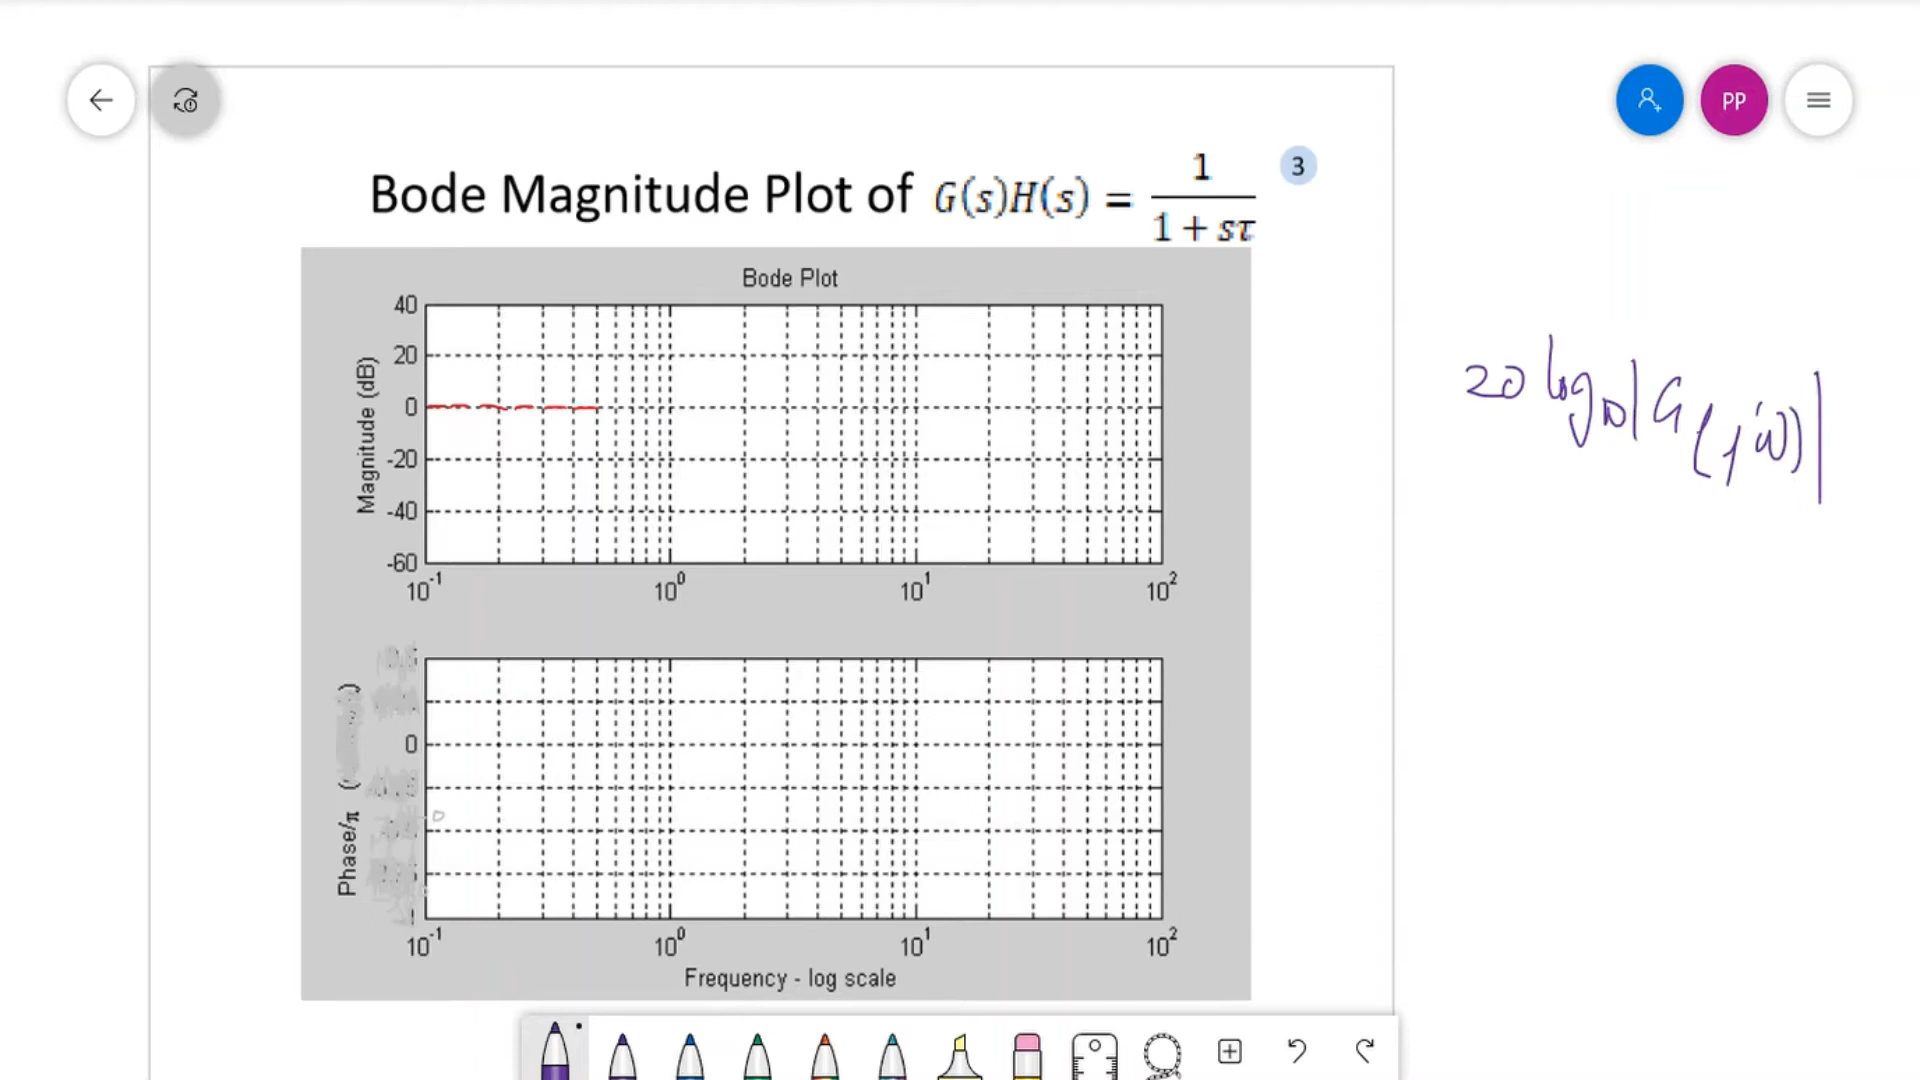 PP
3
Bode Magnitude Plot of G(s)H(s) = 1 / (1 + sτ)
Bode Plot
Magnitude (dB)
40
20
0
-20
-40
-60
10^-1 10^0 10^1 10^2
20 log10 |G(jω)|
Phase/π
0
10^-1 10^0 10^1 10^2
Frequency - log scale